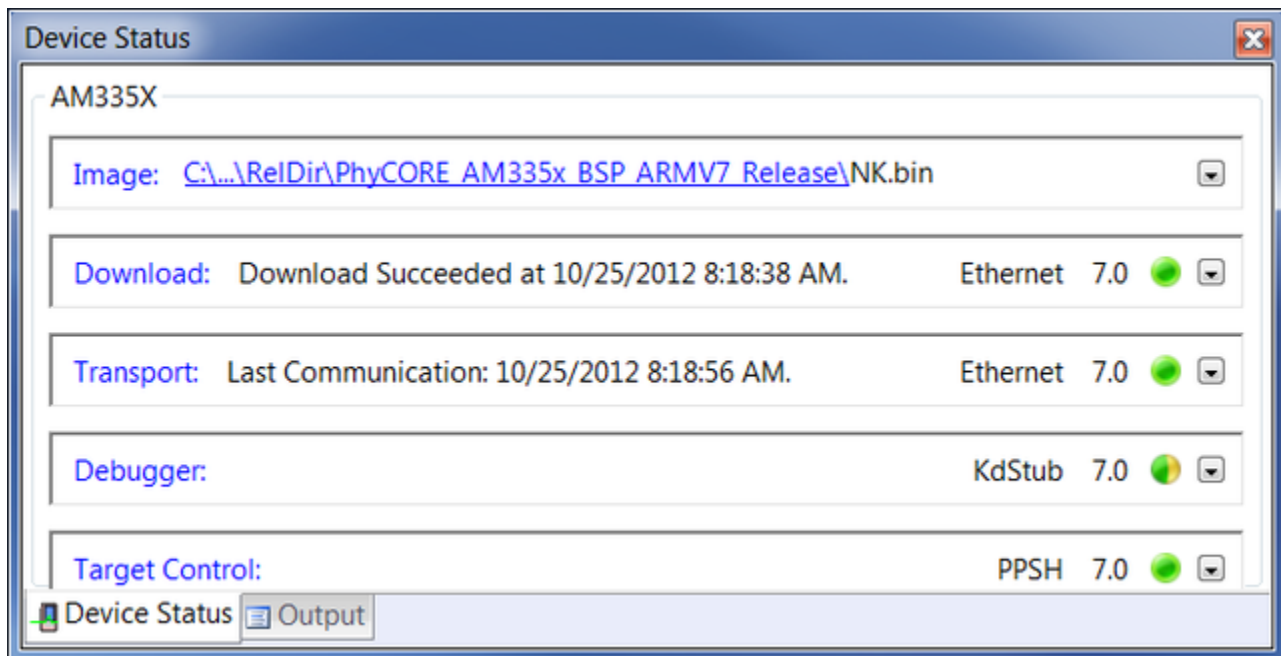 Device Status
AM335X
Image: C:\...\RelDir\PhyCORE_AM335x_BSP_ARMV7_Release\NK.bin
Download: Download Succeeded at 10/25/2012 8:18:38 AM. Ethernet 7.0
Transport: Last Communication: 10/25/2012 8:18:56 AM. Ethernet 7.0
Debugger: KdStub 7.0
Target Control: PPSH 7.0
Device Status Output